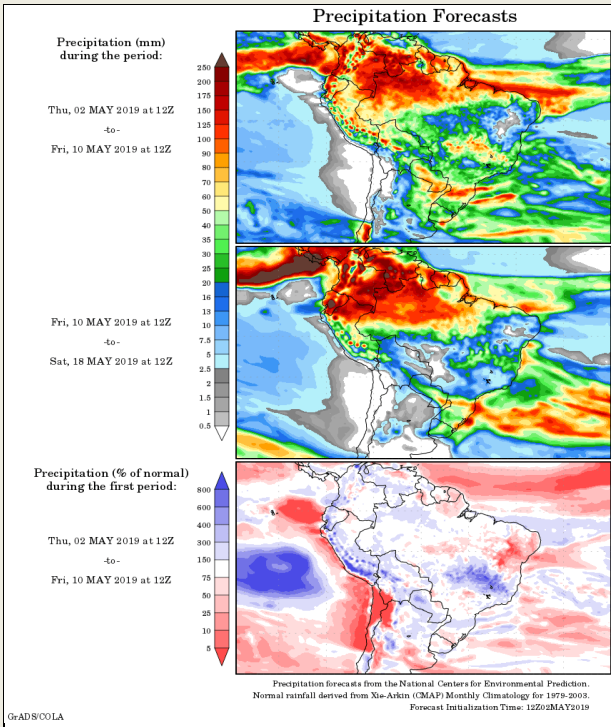 Precipitation Forecasts
Precipitation (mm)
during the period:
Thu, 02 MAY 2019 at 12Z
-to-
Fri, 10 MAY 2019 at 12Z
250
200
175
150
125
100
90
80
70
60
50
40
35
30
25
20
16
13
10
7.5
5
2.5
2
1.5
1
0.5
Fri, 10 MAY 2019 at 12Z
-to-
Sat, 18 MAY 2019 at 12Z
Precipitation (% of normal)
during the first period:
Thu, 02 MAY 2019 at 12Z
-to-
Fri, 10 MAY 2019 at 12Z
800
600
400
300
150
75
50
25
10
5
Precipitation forecasts from the National Centers for Environmental Prediction.
Normal rainfall derived from Xie-Arkin (CMAP) Monthly Climatology for 1979-2003.
Forecast Initialization Time: 12Z02MAY2019
GrADS/COLA